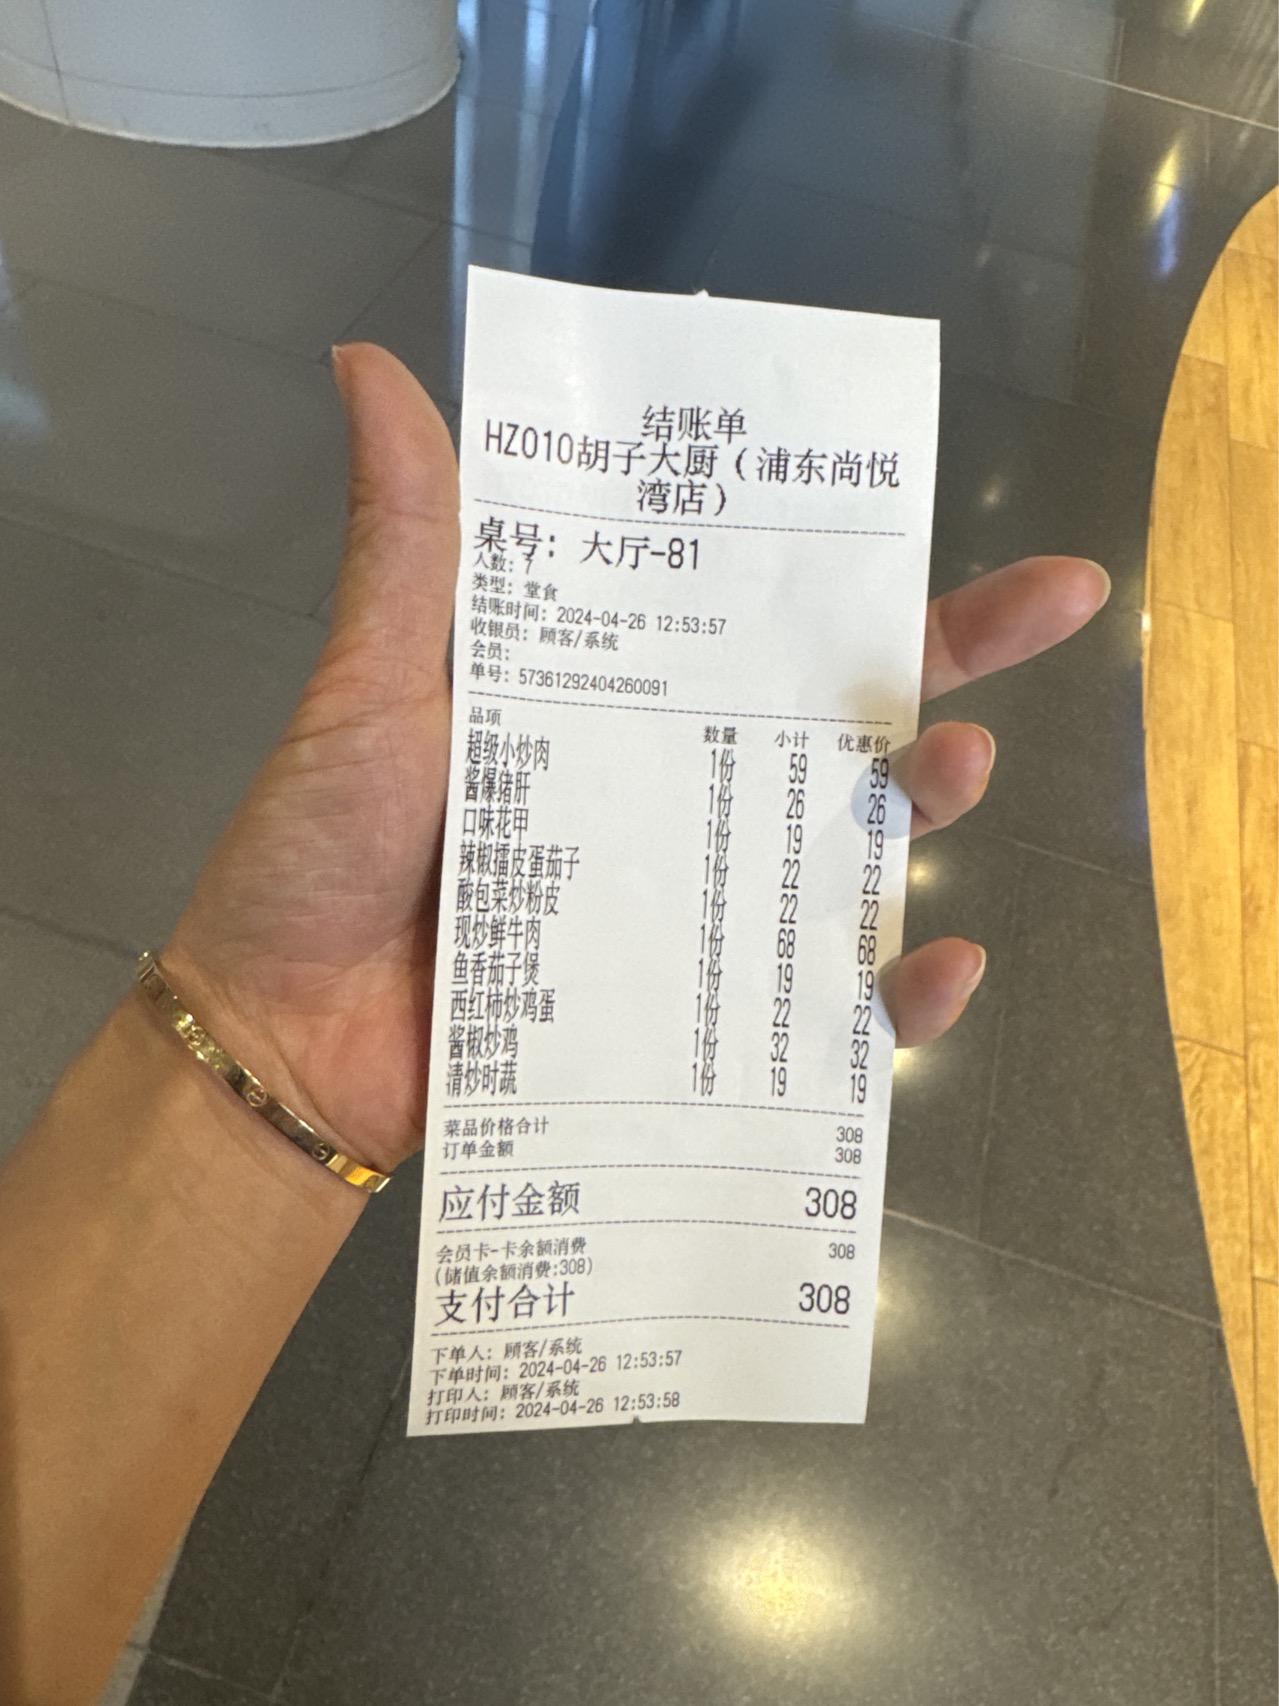 结账单
HZ010胡子大厨（浦东尚悦
湾店）
桌号：大厅-81
人数：7
类型：堂食
结账时间：2024-04-26 12:53:57
收银员：顾客/系统
会员：
单号：57361292404260091
品项 数量 小计 优惠价
超级小炒肉 1份 59 59
酱爆猪肝 1份 26 26
口味花甲 1份 19 19
辣椒擂皮蛋茄子 1份 22 22
酸包菜炒粉皮 1份 22 22
现炒鲜牛肉 1份 68 68
鱼香茄子煲 1份 19 19
西红柿炒鸡蛋 1份 22 22
酱椒炒鸡 1份 32 32
清炒时蔬 1份 19 19
菜品价格合计 308
订单金额 308
应付金额 308
会员卡-卡余额消费 308
(储值余额消费:308)
支付合计 308
下单人：顾客/系统
下单时间：2024-04-26 12:53:57
打印人：顾客/系统
打印时间：2024-04-26 12:53:58